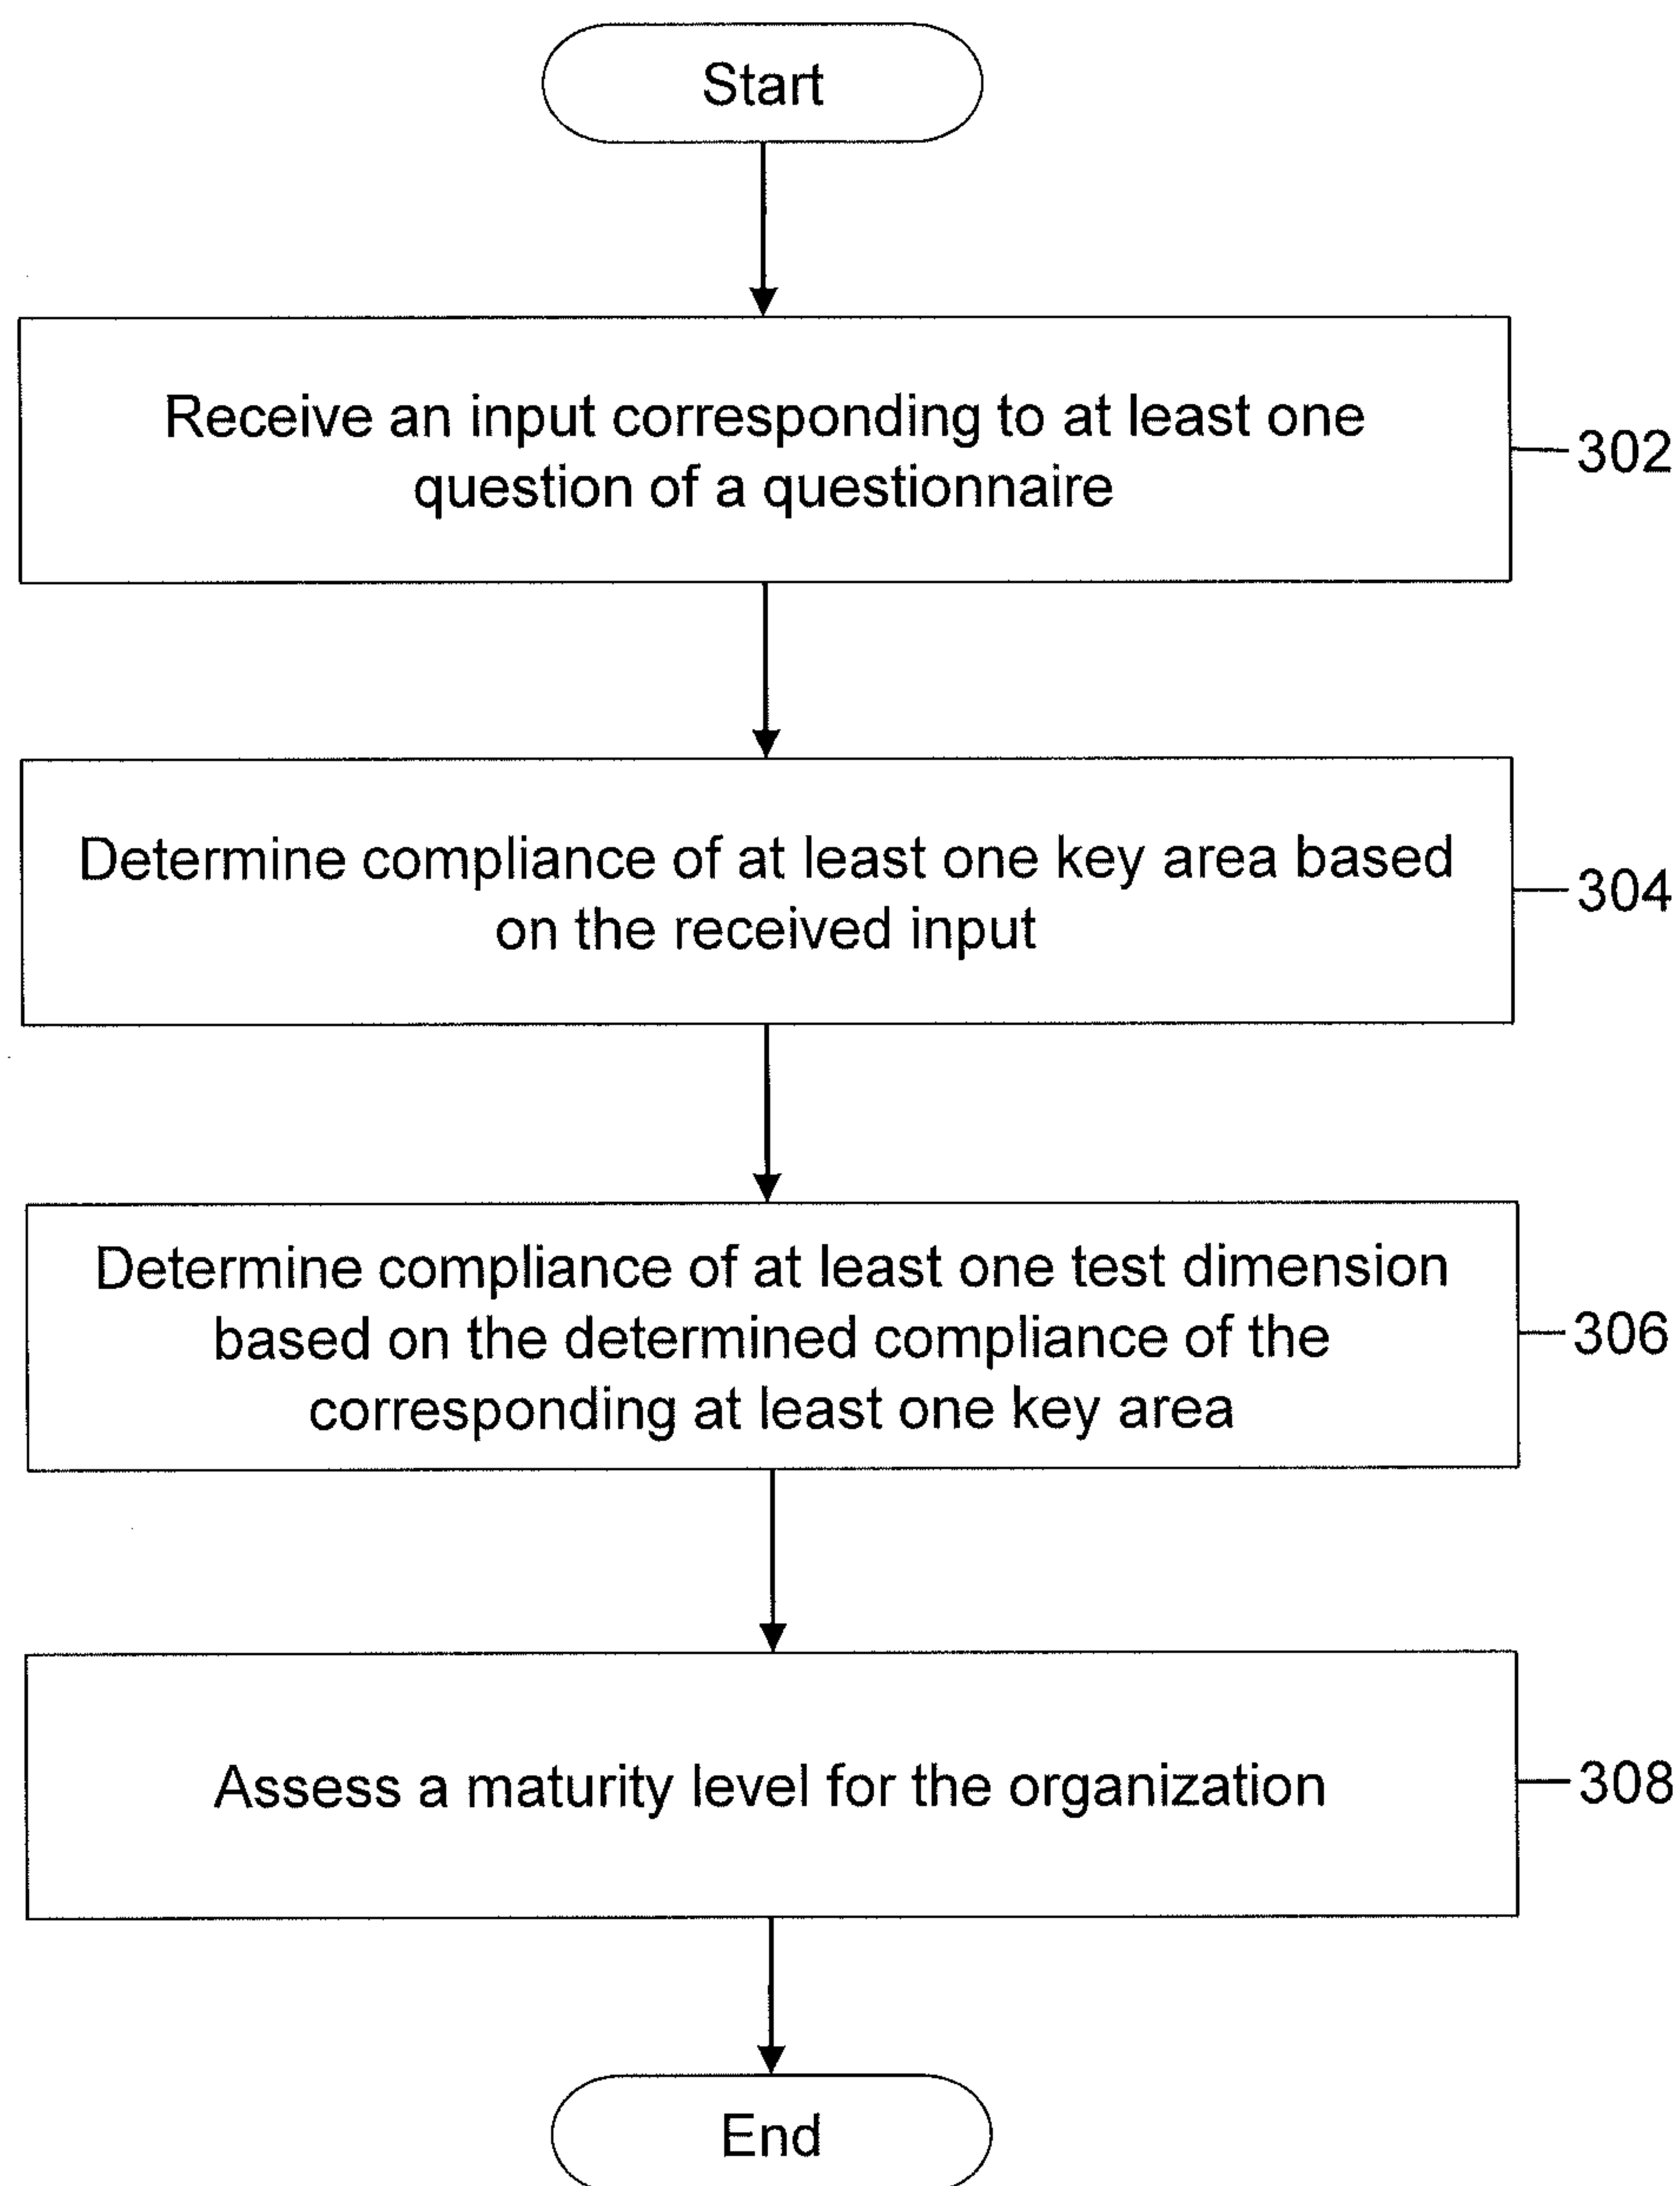 Start
Receive an input corresponding to at least one
question of a questionnaire
302
Determine compliance of at least one key area based
on the received input
304
Determine compliance of at least one test dimension
based on the determined compliance of the
corresponding at least one key area
306
Assess a maturity level for the organization
308
End